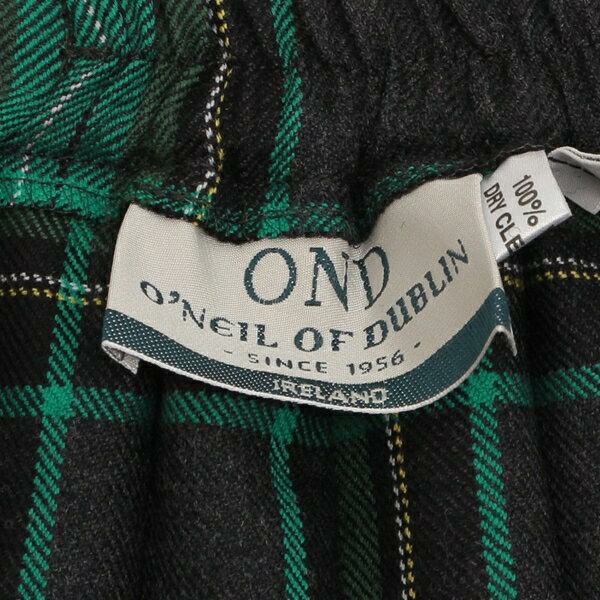 OND
O'NEIL OF DUBLIN
- SINCE 1956 -
IRELAND
100%
DRY CLE